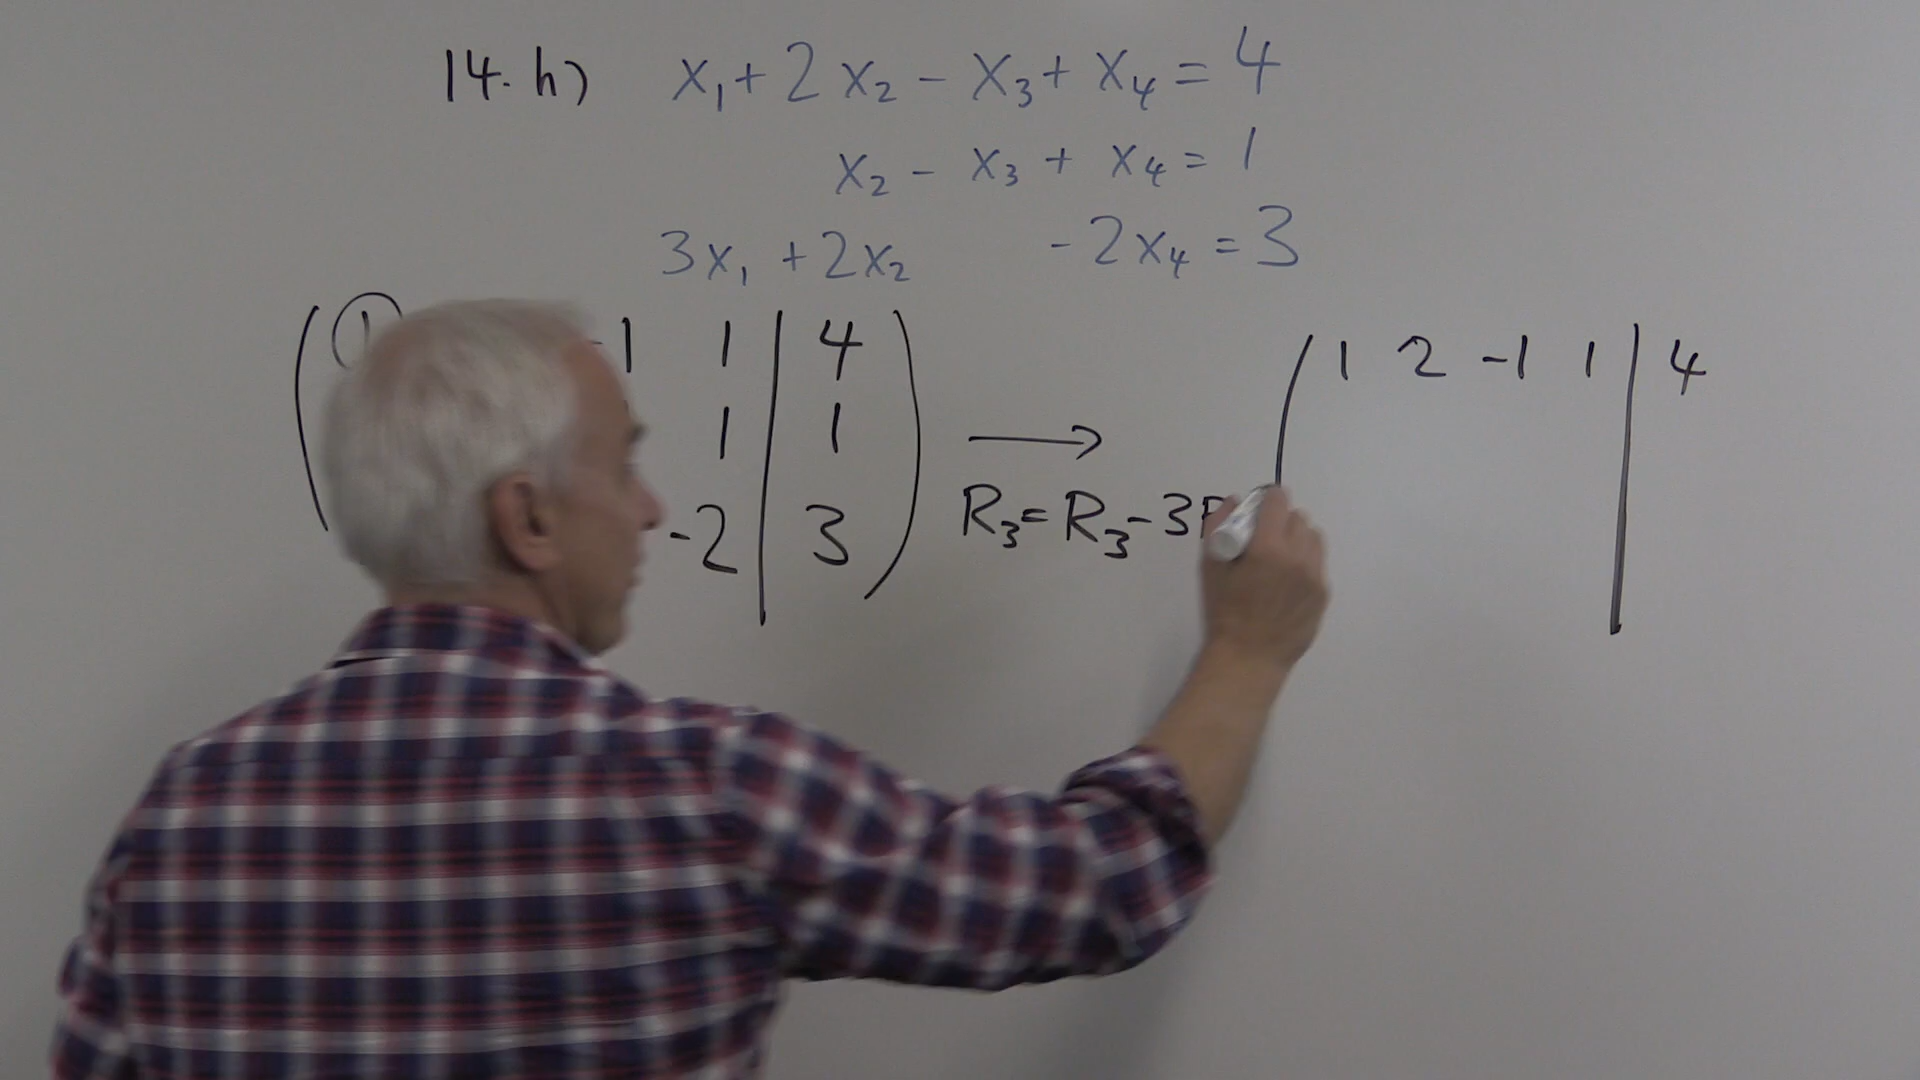 14. h) x₁ + 2x₂ - x₃ + x₄ = 4
x₂ - x₃ + x₄ = 1
3x₁ + 2x₂ - 2x₄ = 3
1 -1 1 | 4
1 | 1
-2 | 3
R₃ = R₃ - 3
1 2 -1 1 | 4